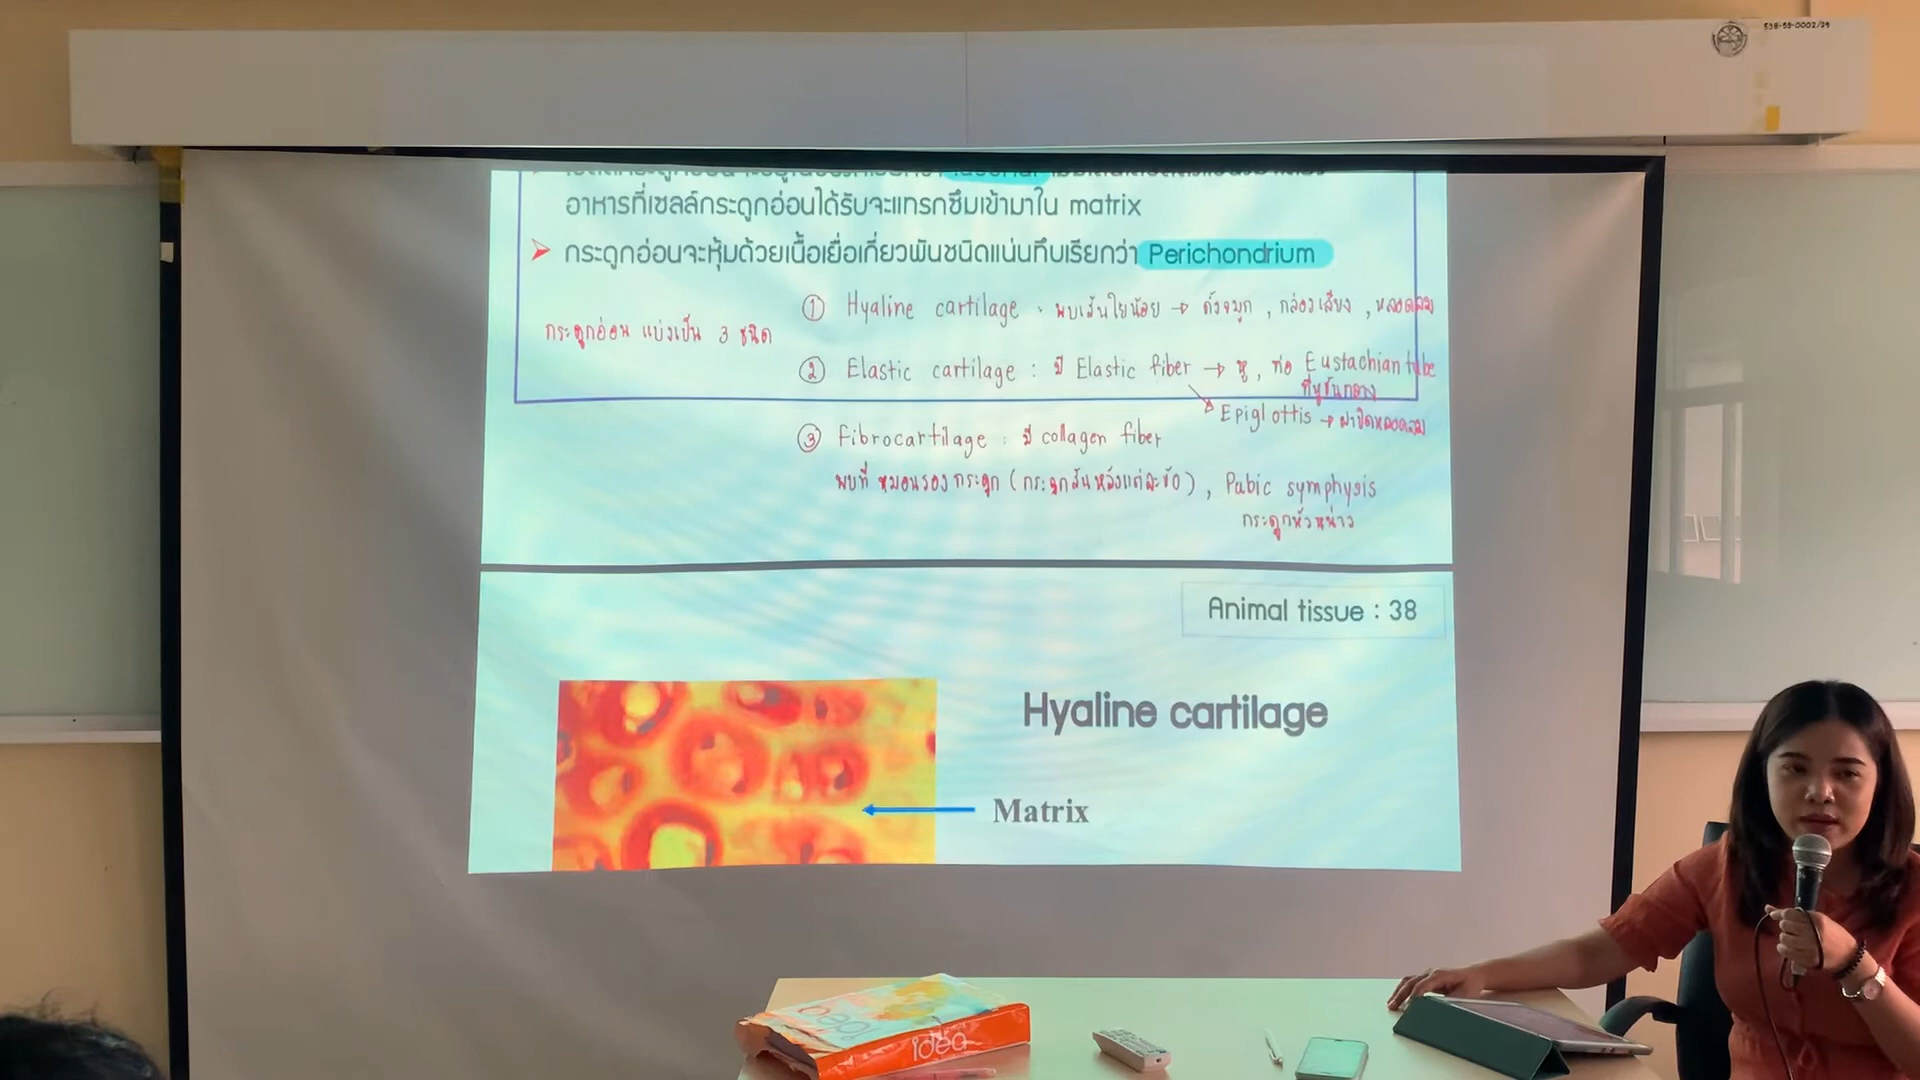 538-59-0002/29
อาหารที่เซลล์กระดูกอ่อนได้รับจะแทรกซึมเข้ามาใน matrix
กระดูกอ่อนจะหุ้มด้วยเนื้อเยื่อเกี่ยวพันชนิดแน่นทึบเรียกว่า Perichondrium
กระดูกอ่อน แบ่งเป็น 3 ชนิด
① Hyaline cartilage : พบเส้นใยน้อย → ดั้งจมูก , กล่องเสียง , หลอดลม
② Elastic cartilage : มี Elastic fiber → หู , ท่อ Eustachian tube
ที่หูชั้นกลาง
Epiglottis → ฝาปิดหลอดลม
③ Fibrocartilage : มี collagen fiber
พบที่ หมอนรองกระดูก (กระดูกสันหลังแต่ละข้อ) , Pubic symphysis
กระดูกหัวหน่าว
Animal tissue : 38
Hyaline cartilage
Matrix
idea
idea